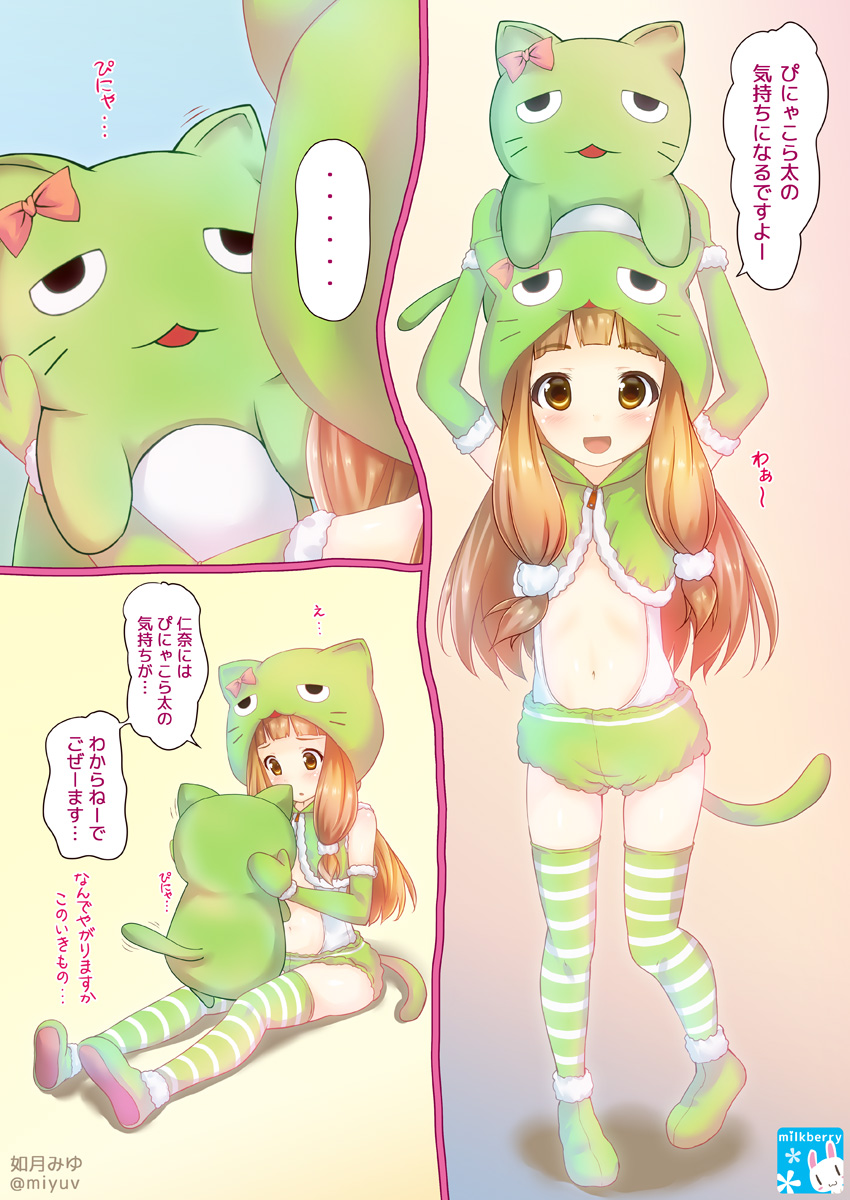 ぴにゃこら太の
気持ちになるですよー
わぁ～
ぴにゃ・・・
・・・・・・
え・・・
仁奈には
ぴにゃこら太の
気持ちが・・・
わからねーで
ごぜーます・・・
ぴにゃ・・・
なんでやがりますか
このいきもの・・・
如月みゆ
@miyuv
milkberry